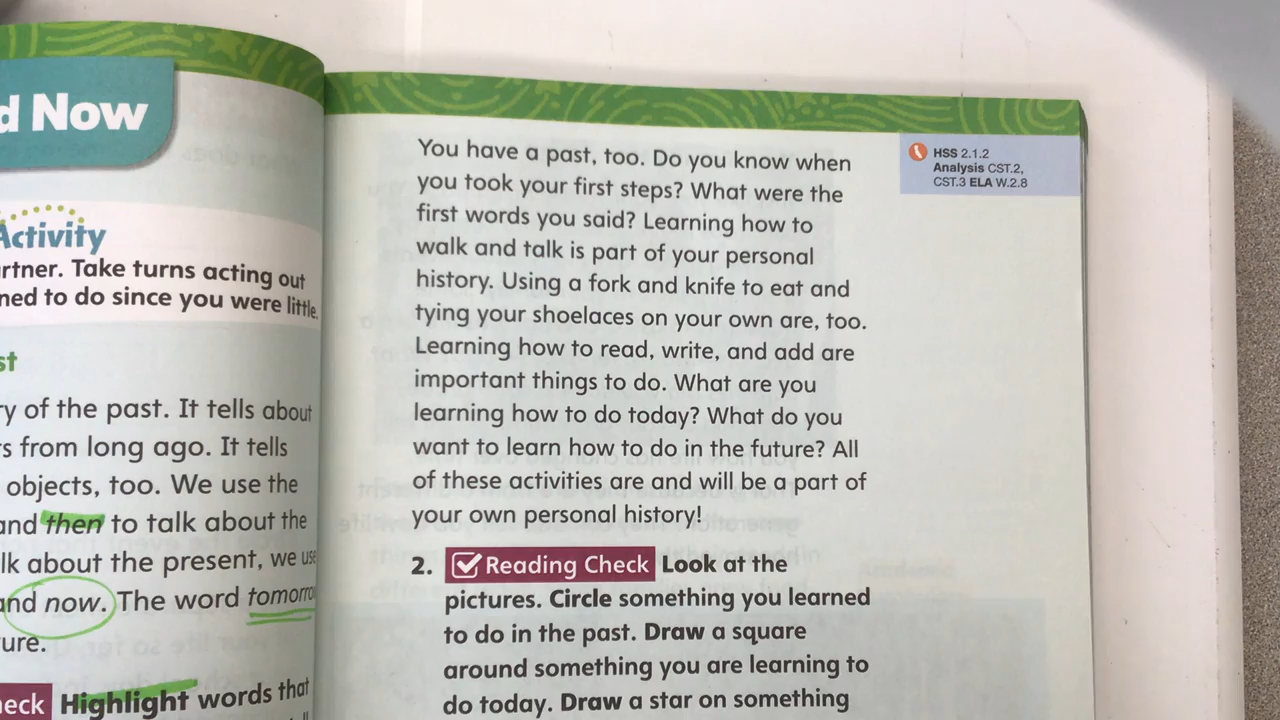 d Now
Activity
artner. Take turns acting out
ned to do since you were little.
st
ry of the past. It tells about
s from long ago. It tells
objects, too. We use the
and then to talk about the
lk about the present, we use
and now. The word tomorro
ure.
eck Highlight words that
You have a past, too. Do you know when
you took your first steps? What were the
first words you said? Learning how to
walk and talk is part of your personal
history. Using a fork and knife to eat and
tying your shoelaces on your own are, too.
Learning how to read, write, and add are
important things to do. What are you
learning how to do today? What do you
want to learn how to do in the future? All
of these activities are and will be a part of
your own personal history!
2. Reading Check Look at the
pictures. Circle something you learned
to do in the past. Draw a square
around something you are learning to
do today. Draw a star on something
HSS 2.1.2
Analysis CST.2,
CST.3 ELA W.2.8